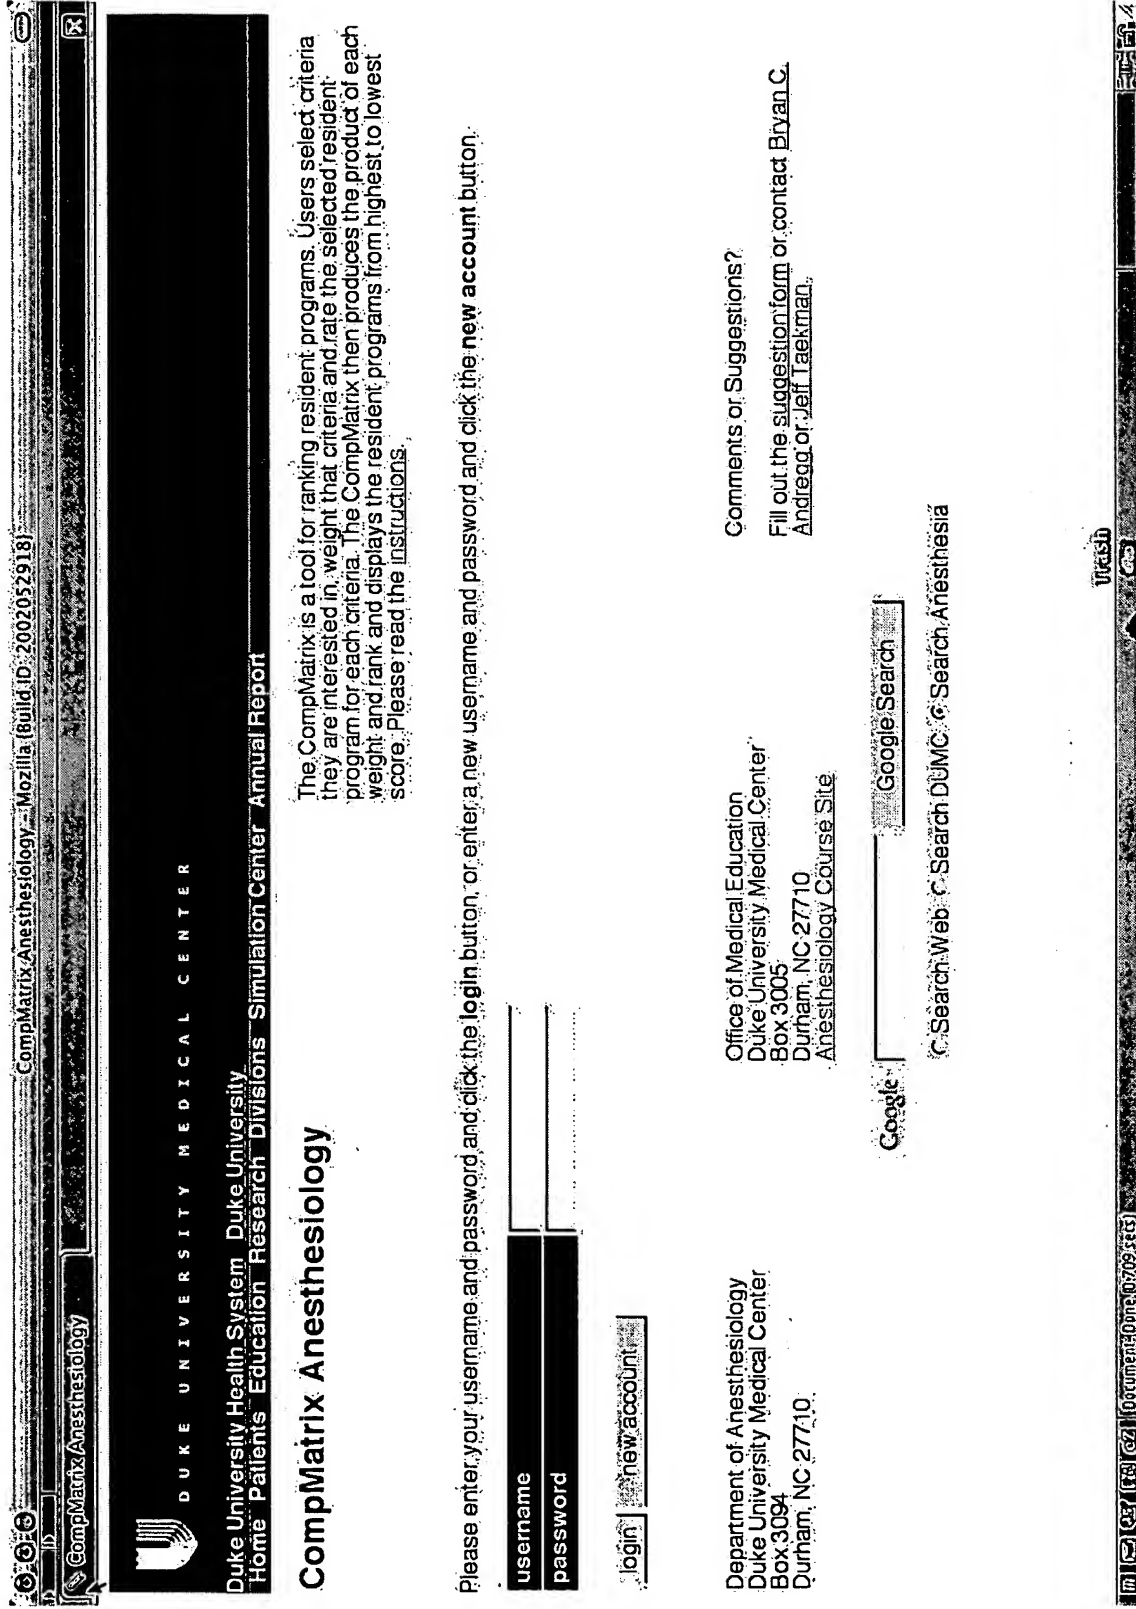 CompMatrix Anesthesiology - Mozilla {Build ID: 2002052918}
CompMatrix Anesthesiology
DUKE UNIVERSITY MEDICAL CENTER
Duke University Health System Duke University
Home Patients Education Research Divisions Simulation Center Annual Report
CompMatrix Anesthesiology
The CompMatrix is a tool for ranking resident programs. Users select criteria
they are interested in, weight that criteria and rate the selected resident
program for each criteria. The CompMatrix then produces the product of each
weight and rank and displays the resident programs from highest to lowest
score. Please read the instructions.
Please enter your username and password and click the login button, or enter a new username and password and click the new account button.
username
password
login
new account
Department of Anesthesiology
Duke University Medical Center
Box 3094
Durham, NC 27710
Office of Medical Education
Duke University Medical Center
Box 3005
Durham, NC 27710
Anesthesiology Course Site
Comments or Suggestions?
Fill out the suggestion form or contact Bryan C.
Andregg or Jeff Taekman.
Google
Google Search
Search Web Search DUMC Search Anesthesia
Trash
Document: Done (0.709 secs)